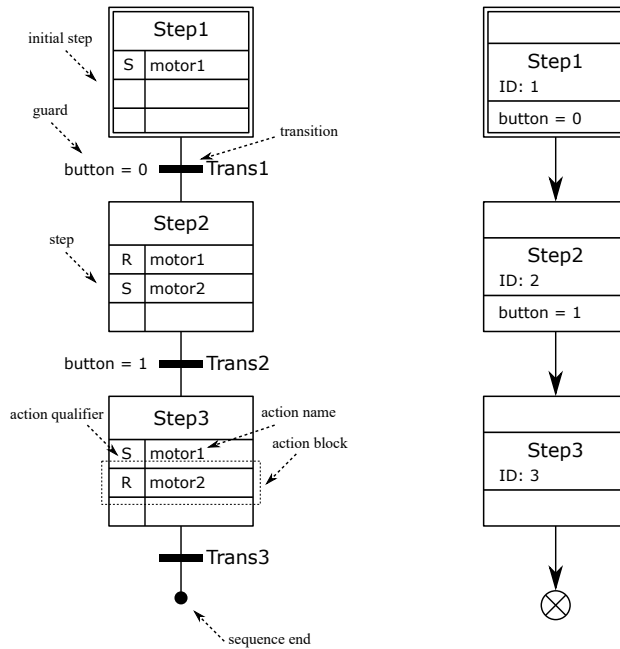 Step1
initial step
S motor1
guard
transition
button = 0 Trans1
Step2
step
R motor1
S motor2
button = 1 Trans2
Step3
action qualifier
action name
S motor1
action block
R motor2
Trans3
sequence end
Step1
ID: 1
button = 0
Step2
ID: 2
button = 1
Step3
ID: 3